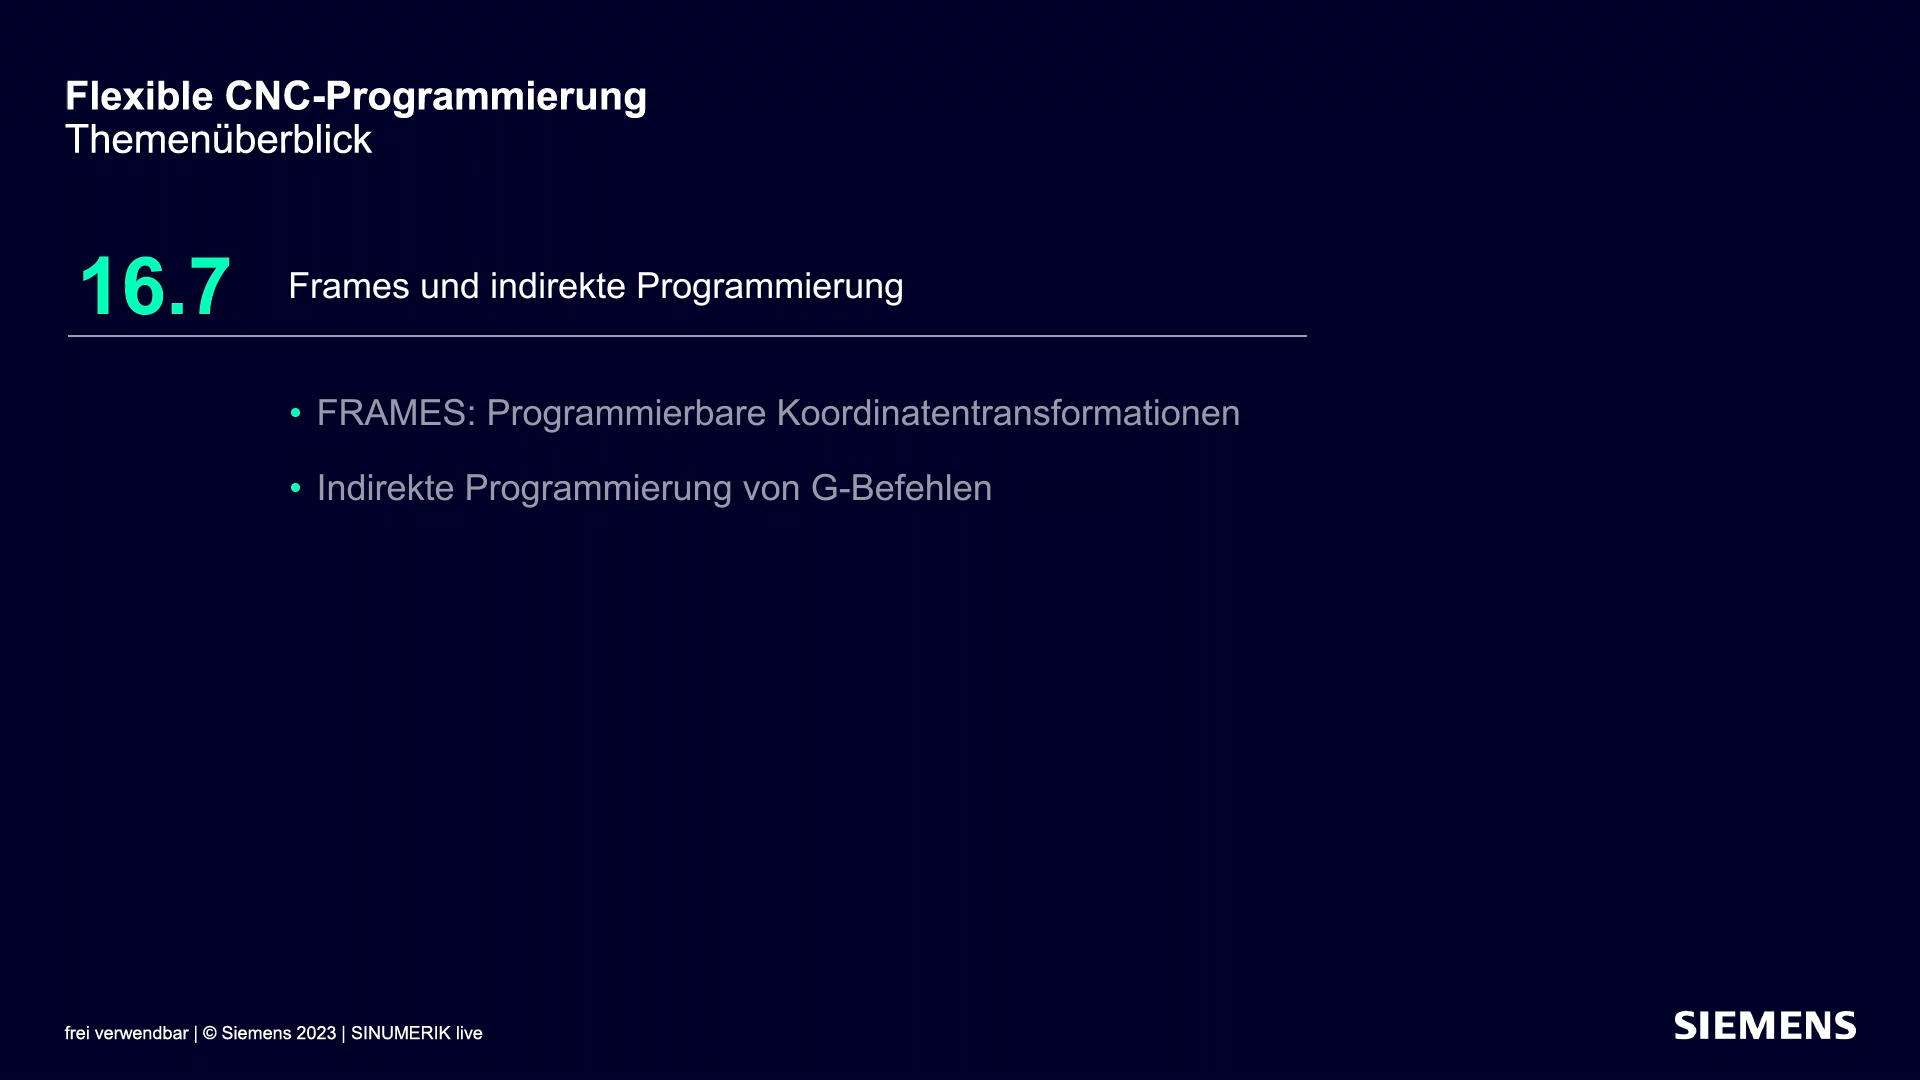 Flexible CNC-Programmierung
Themenüberblick
16.7 Frames und indirekte Programmierung
• FRAMES: Programmierbare Koordinatentransformationen
• Indirekte Programmierung von G-Befehlen
frei verwendbar | © Siemens 2023 | SINUMERIK live
SIEMENS